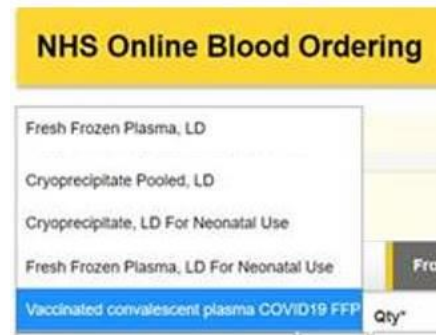 NHS Online Blood Ordering
Fresh Frozen Plasma, LD
Cryoprecipitate Pooled, LD
Cryoprecipitate, LD For Neonatal Use
Fresh Frozen Plasma, LD For Neonatal Use
Fro
Vaccinated convalescent plasma COVID19 FFP
Qty*